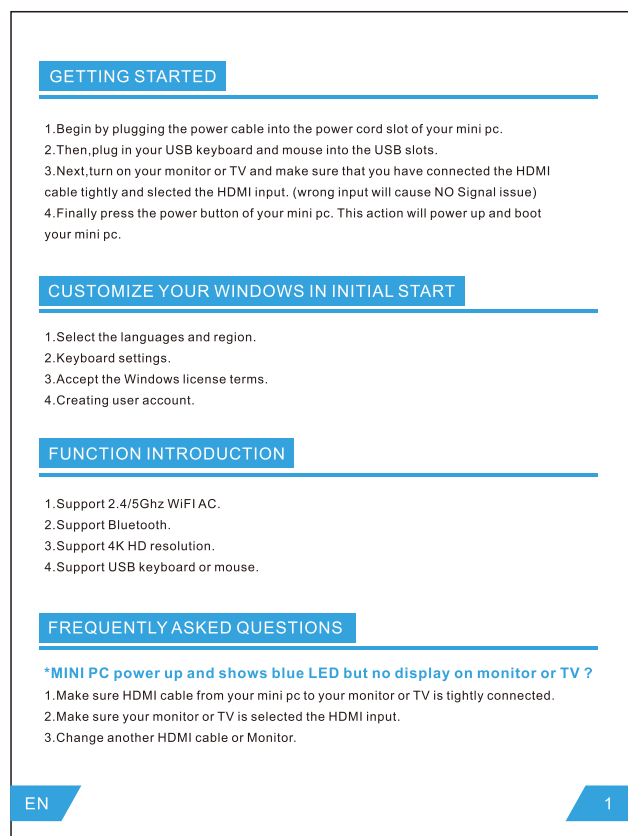 GETTING STARTED
1.Begin by plugging the power cable into the power cord slot of your mini pc.
2.Then,plug in your USB keyboard and mouse into the USB slots.
3.Next,turn on your monitor or TV and make sure that you have connected the HDMI
cable tightly and slected the HDMI input. (wrong input will cause NO Signal issue)
4.Finally press the power button of your mini pc. This action will power up and boot
your mini pc.
CUSTOMIZE YOUR WINDOWS IN INITIAL START
1.Select the languages and region.
2.Keyboard settings.
3.Accept the Windows license terms.
4.Creating user account.
FUNCTION INTRODUCTION
1.Support 2.4/5Ghz WiFI AC.
2.Support Bluetooth.
3.Support 4K HD resolution.
4.Support USB keyboard or mouse.
FREQUENTLY ASKED QUESTIONS
*MINI PC power up and shows blue LED but no display on monitor or TV ?
1.Make sure HDMI cable from your mini pc to your monitor or TV is tightly connected.
2.Make sure your monitor or TV is selected the HDMI input.
3.Change another HDMI cable or Monitor.
EN
1